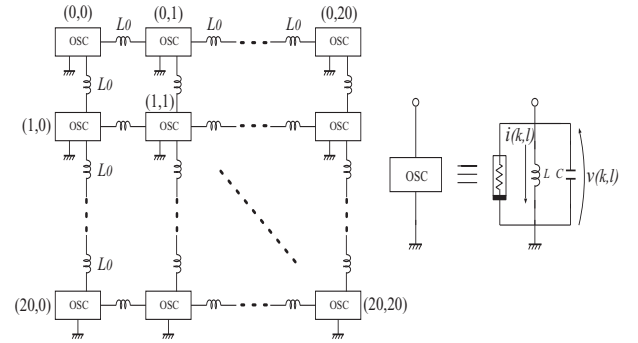 (0,0) L0 (0,1) L0 L0 (0,20)
OSC OSC OSC
L0
(1,0) OSC (1,1) OSC OSC
L0
L0
(20,0) OSC OSC OSC (20,20)
OSC
i(k,l)
L C
v(k,l)